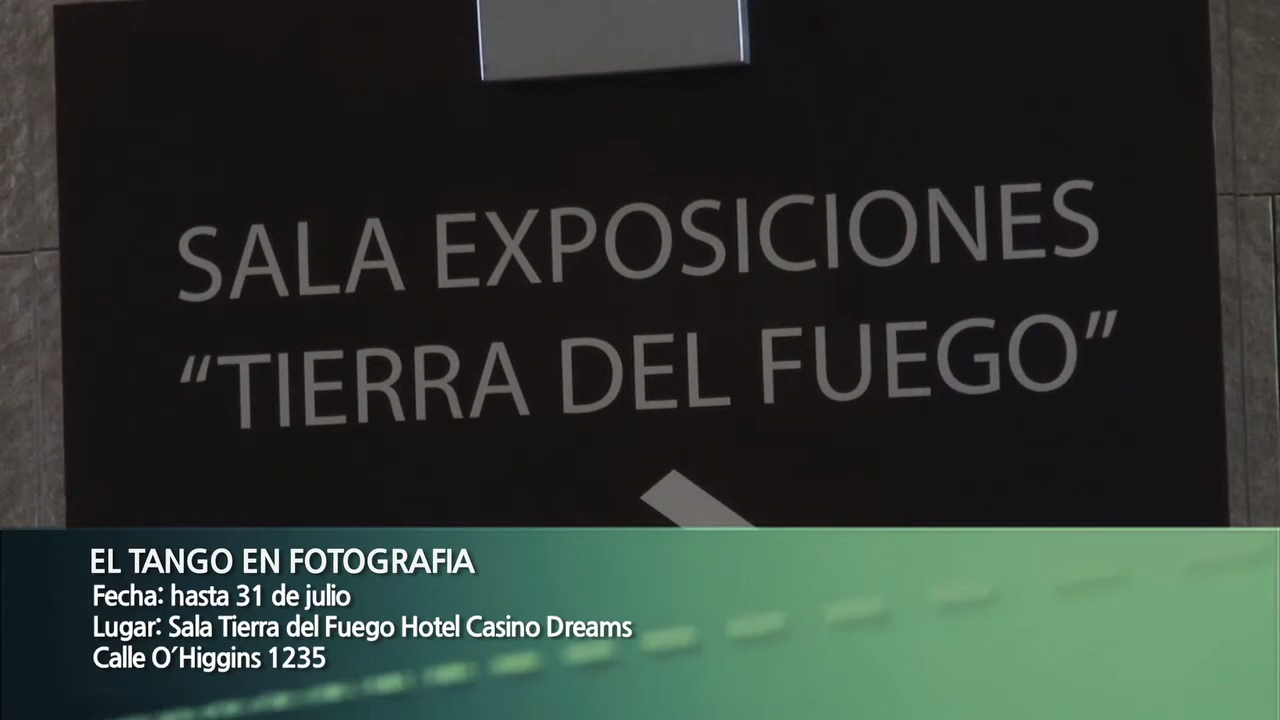 SALA EXPOSICIONES
“TIERRA DEL FUEGO”
EL TANGO EN FOTOGRAFIA
Fecha: hasta 31 de julio
Lugar: Sala Tierra del Fuego Hotel Casino Dreams
Calle O´Higgins 1235